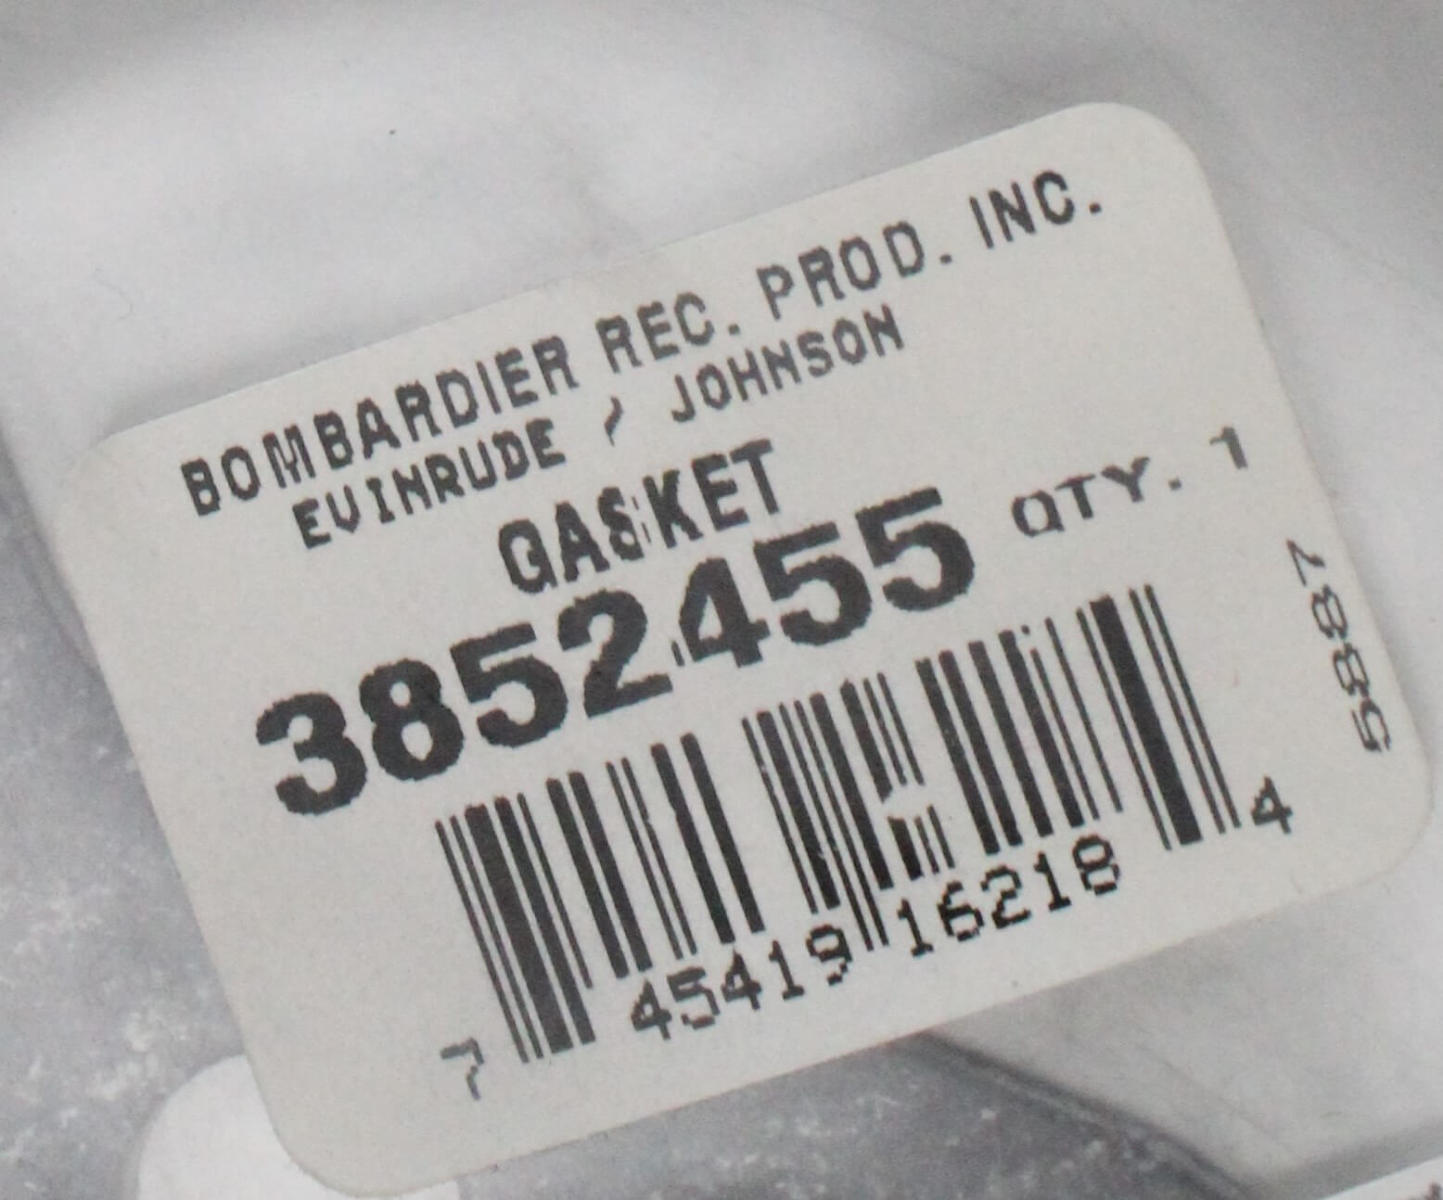 BOMBARDIER REC. PROD. INC.
EVINRUDE / JOHNSON
GASKET
3852455 QTY. 1
5887
7 45419 16218 4